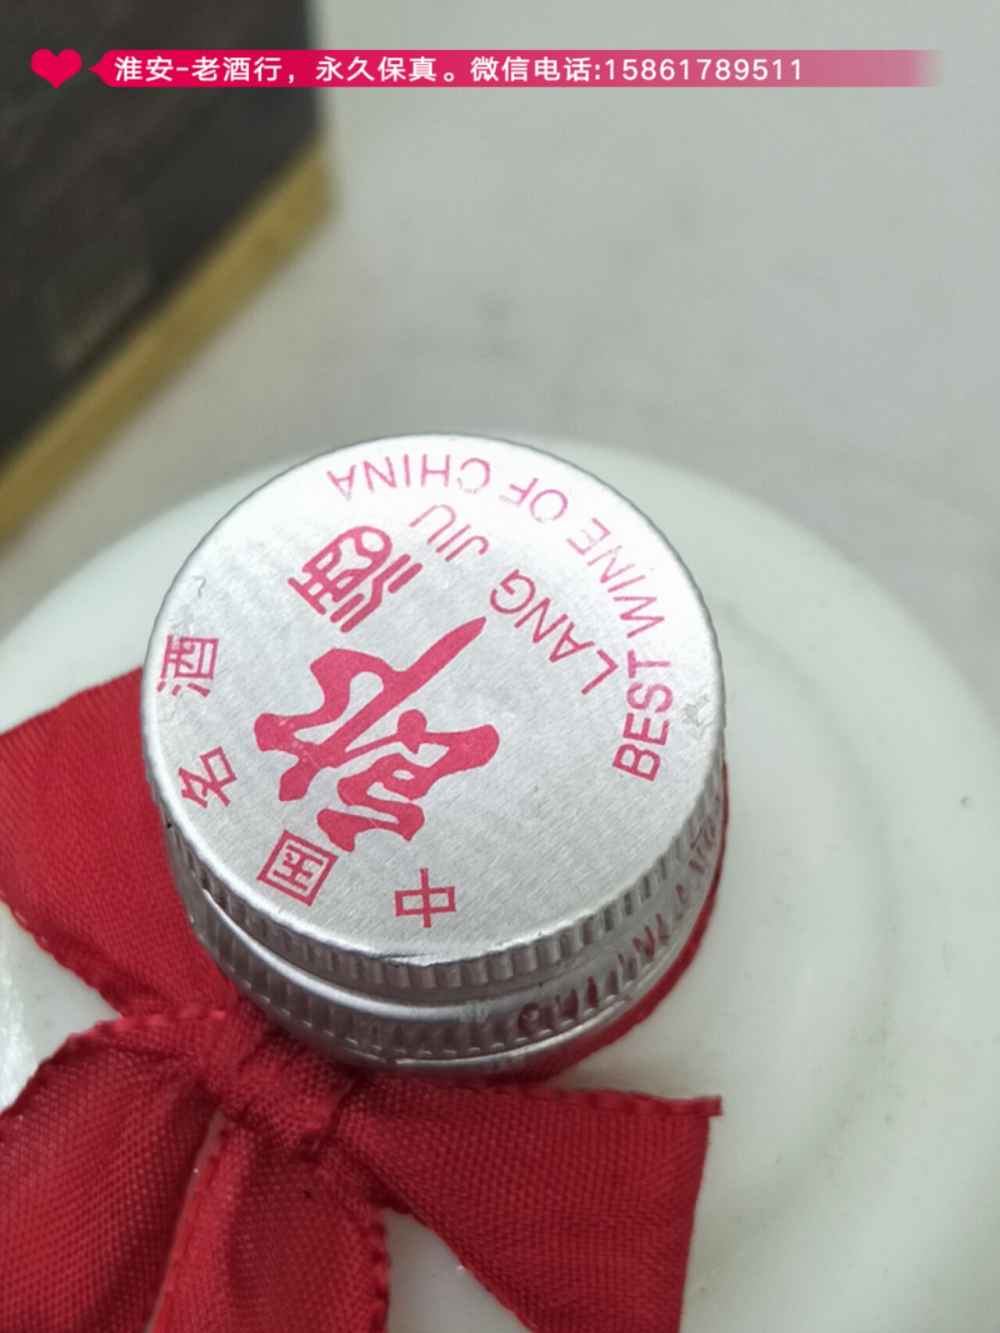 淮安-老酒行，永久保真。微信电话:15861789511
中国名酒
郎酒
LANG JIU
BEST WINE OF CHINA